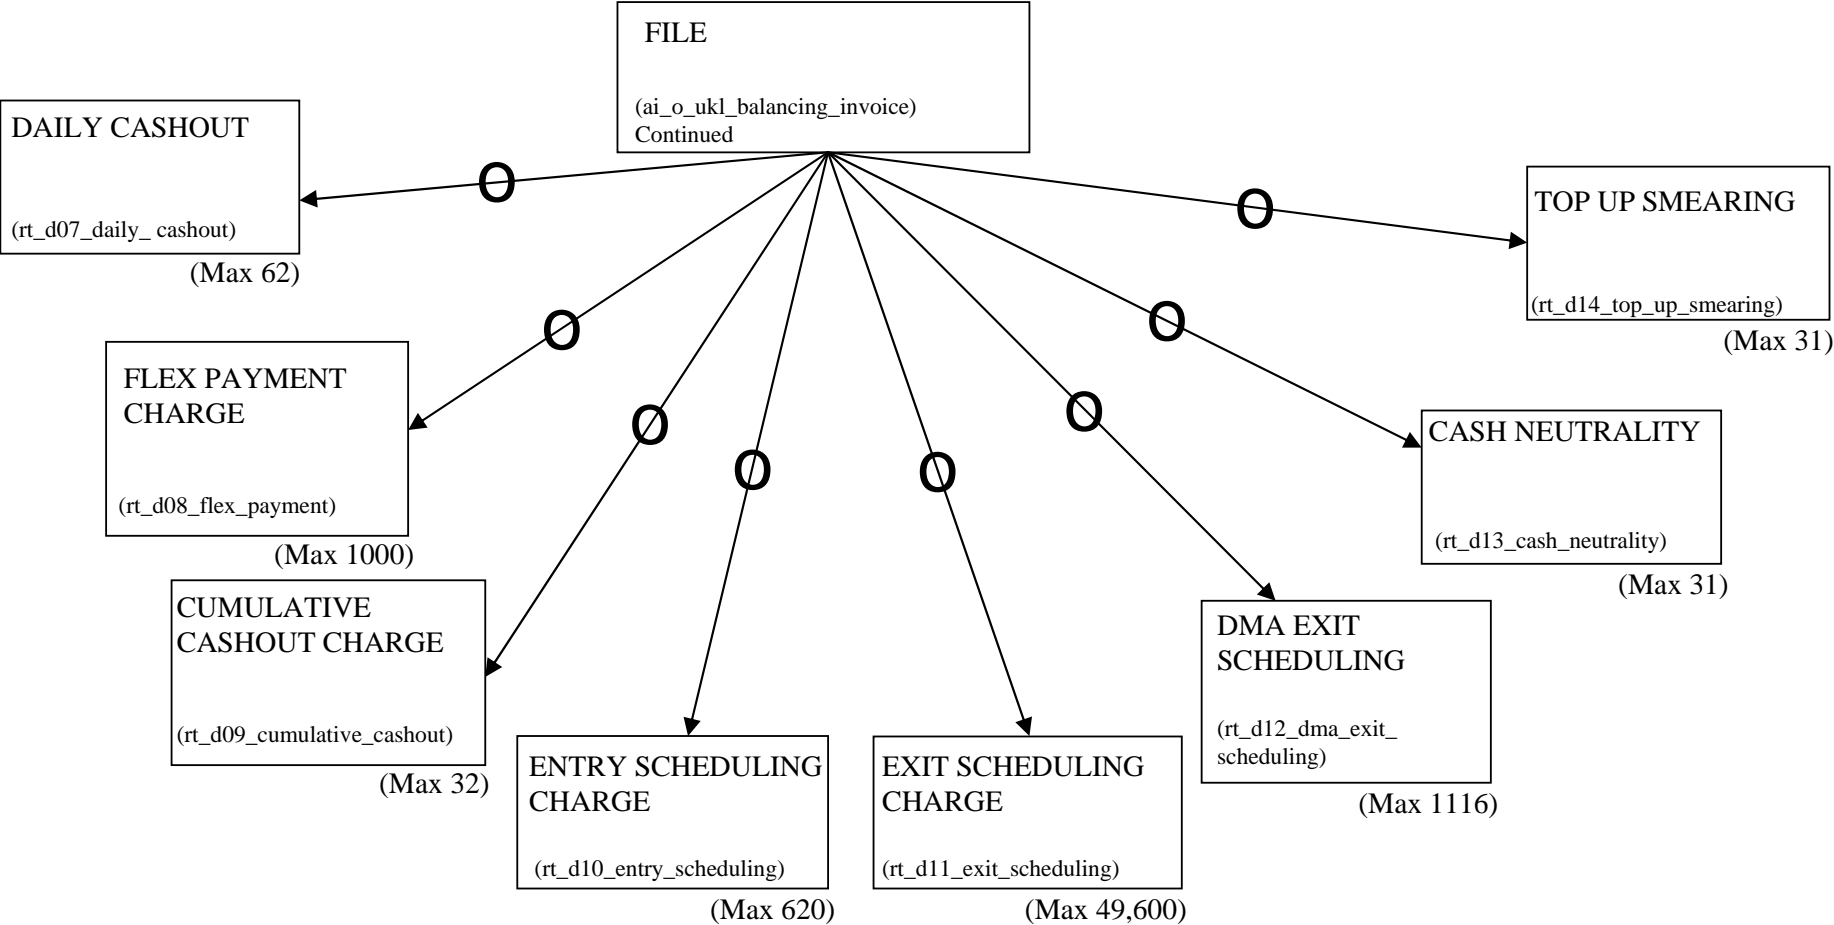 FILE
(ai_o_ukl_balancing_invoice)
Continued
DAILY CASHOUT
(rt_d07_daily_ cashout)
(Max 62)
O
O
TOP UP SMEARING
(rt_d14_top_up_smearing)
(Max 31)
O
O
FLEX PAYMENT
CHARGE
(rt_d08_flex_payment)
(Max 1000)
O
O
O
O
CASH NEUTRALITY
(rt_d13_cash_neutrality)
(Max 31)
CUMULATIVE
CASHOUT CHARGE
(rt_d09_cumulative_cashout)
(Max 32)
DMA EXIT
SCHEDULING
(rt_d12_dma_exit_
scheduling)
(Max 1116)
ENTRY SCHEDULING
CHARGE
(rt_d10_entry_scheduling)
(Max 620)
EXIT SCHEDULING
CHARGE
(rt_d11_exit_scheduling)
(Max 49,600)